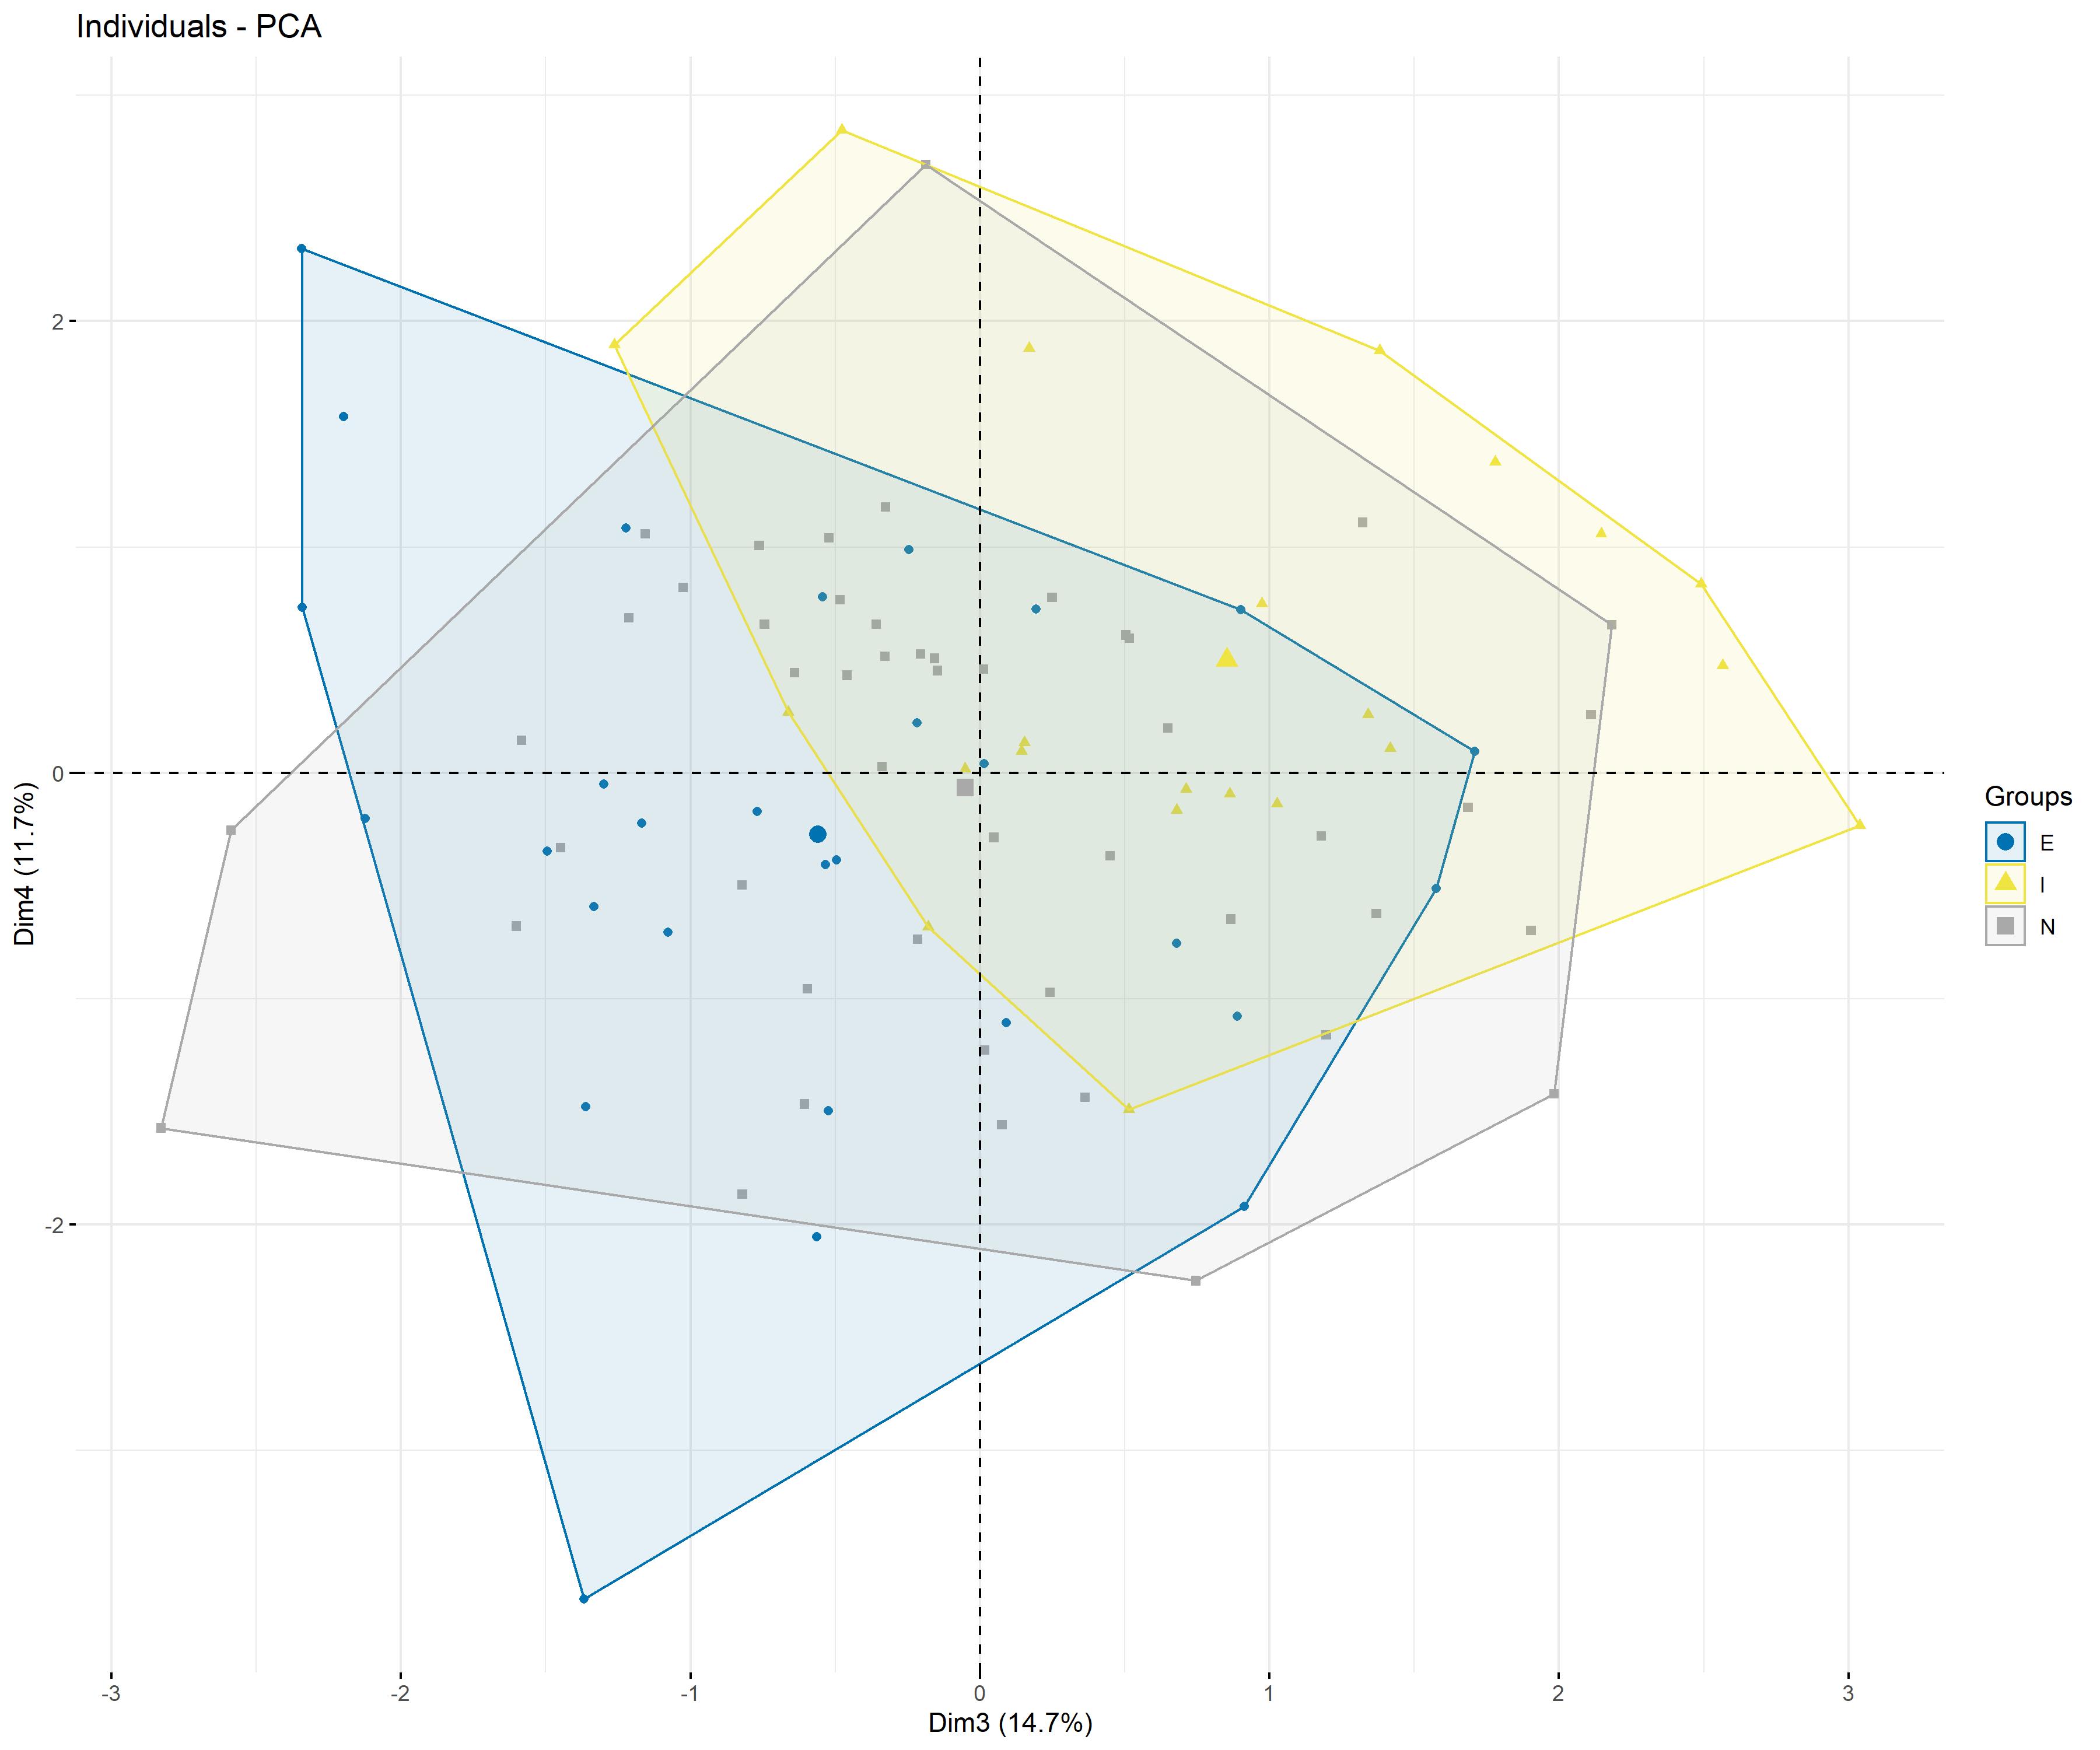 Individuals - PCA
Dim4 (11.7%)
2
0
-2
-3
-2
-1
0
1
2
3
Dim3 (14.7%)
Groups
E
I
N